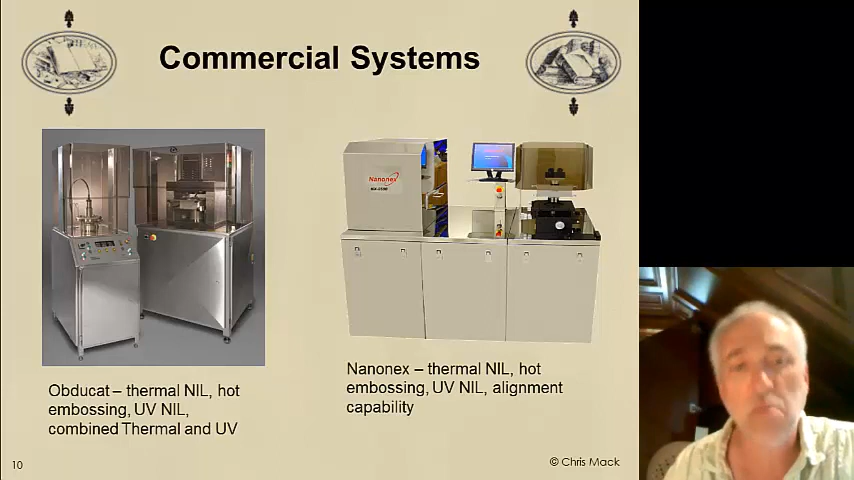 Commercial Systems
Nanonex
Obducat – thermal NIL, hot
embossing, UV NIL,
combined Thermal and UV
Nanonex – thermal NIL, hot
embossing, UV NIL, alignment
capability
10
© Chris Mack